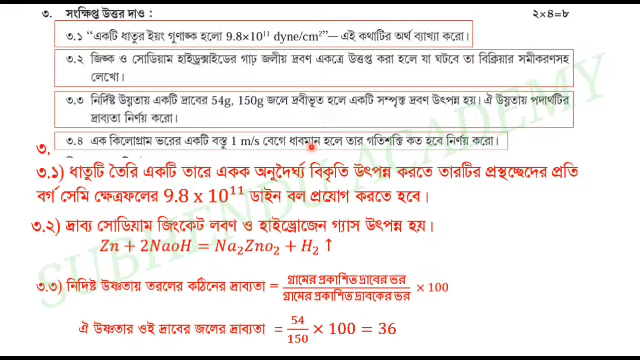 ৩. সংক্ষিপ্ত উত্তর দাও : ২×৪=৮
৩.১ “একটি ধাতুর ইয়ং গুণাঙ্ক হলো 9.8×10¹¹ dyne/cm²”— এই কথাটির অর্থ ব্যাখ্যা করো।
৩.২ জিঙ্ক ও সোডিয়াম হাইড্রক্সাইডের গাঢ় জলীয় দ্রবণ একত্রে উত্তপ্ত করা হলে যা ঘটবে তা বিক্রিয়ার সমীকরণসহ
লেখো।
৩.৩ নির্দিষ্ট উষ্ণতায় একটি দ্রাবের 54g, 150g জলে দ্রবীভূত হলে একটি সম্পৃক্ত দ্রবণ উৎপন্ন হয়। ঐ উষ্ণতায় পদার্থটির
দ্রাব্যতা নির্ণয় করো।
৩.৪ এক কিলোগ্রাম ভরের একটি বস্তু 1 m/s বেগে ধাবমান হলে তার গতিশক্তি কত হবে নির্ণয় করো।
৩.
৩.১) ধাতুটি তৈরি একটি তারে একক অনুদৈর্ঘ্য বিকৃতি উৎপন্ন করতে তারটির প্রস্থচ্ছেদের প্রতি
বর্গ সেমি ক্ষেত্রফলের 9.8 x 10¹¹ ডাইন বল প্রয়োগ করতে হবে।
৩.২) দ্রাব্য সোডিয়াম জিংকেট লবণ ও হাইড্রোজেন গ্যাস উৎপন্ন হয়।
Zn + 2NaoH = Na₂Zno₂ + H₂ ↑
৩.৩) নিদিষ্ট উষ্ণতায় তরলের কঠিনের দ্রাব্যতা = গ্রামের প্রকাশিত দ্রাবের ভর / গ্রামের প্রকাশিত দ্রাবকের ভর × 100
ঐ উষ্ণতার ওই দ্রাবের জলের দ্রাব্যতা = 54/150 × 100 = 36
SUBHENDU ACADEMY